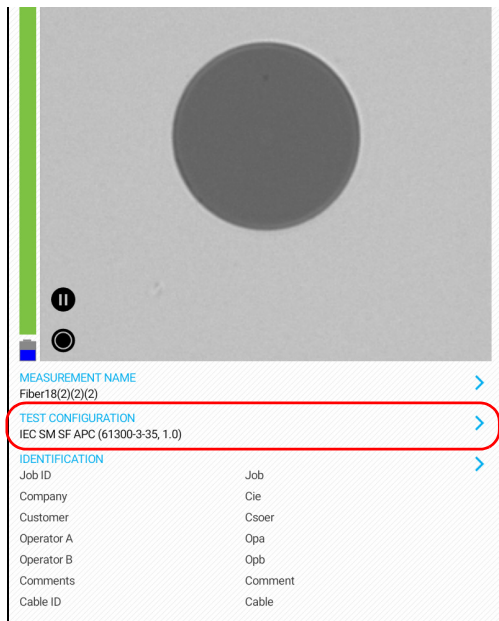 MEASUREMENT NAME
Fiber18(2)(2)(2)
TEST CONFIGURATION
IEC SM SF APC (61300-3-35, 1.0)
IDENTIFICATION
Job ID Job
Company Cie
Customer Csoer
Operator A Opa
Operator B Opb
Comments Comment
Cable ID Cable